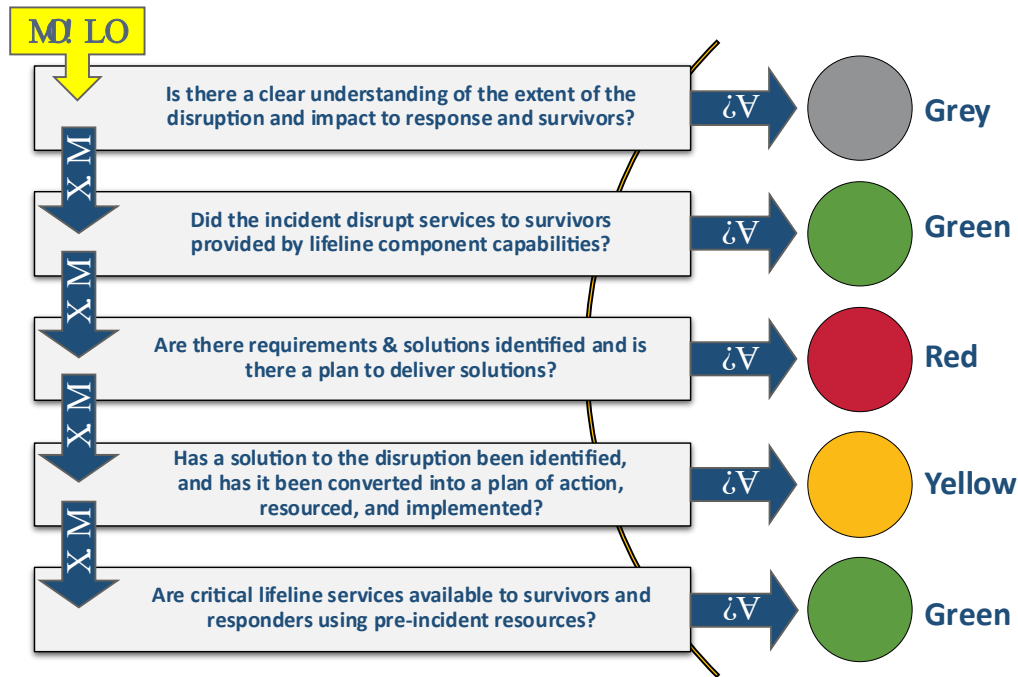 MD! LO
Is there a clear understanding of the extent of the
disruption and impact to response and survivors?
A?
Grey
X.M
Did the incident disrupt services to survivors
provided by lifeline component capabilities?
A?
Green
X.M
Are there requirements & solutions identified and is
there a plan to deliver solutions?
A?
Red
X.M
Has a solution to the disruption been identified,
and has it been converted into a plan of action,
resourced, and implemented?
A?
Yellow
X.M
Are critical lifeline services available to survivors and
responders using pre-incident resources?
A?
Green